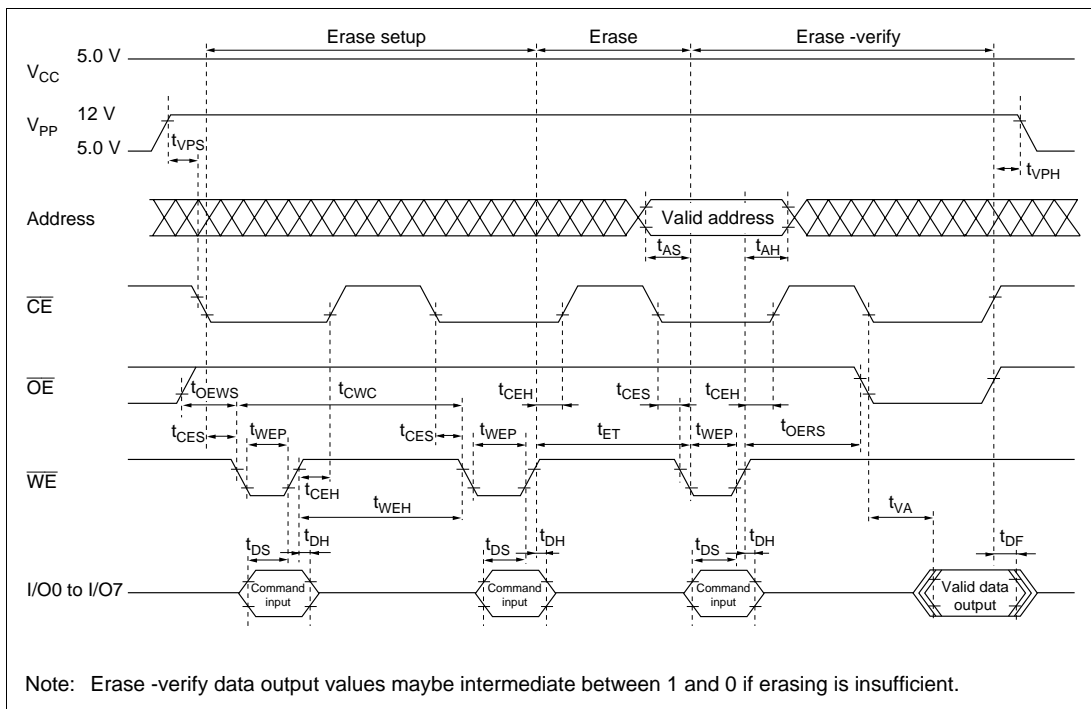 Erase setup Erase Erase -verify
5.0 V
VCC
12 V
VPP
5.0 V
tVPS
tVPH
Address
Valid address
tAS tAH
CE
OE
tOEWS tCWC tCEH tCES tCEH
tCES tWEP tCES tWEP tET tWEP tOERS
WE
tCEH
tWEH
tVA
tDS tDH tDS tDH tDS tDH tDF
I/O0 to I/O7
Command input
Command input
Command input
Valid data output
Note: Erase -verify data output values maybe intermediate between 1 and 0 if erasing is insufficient.